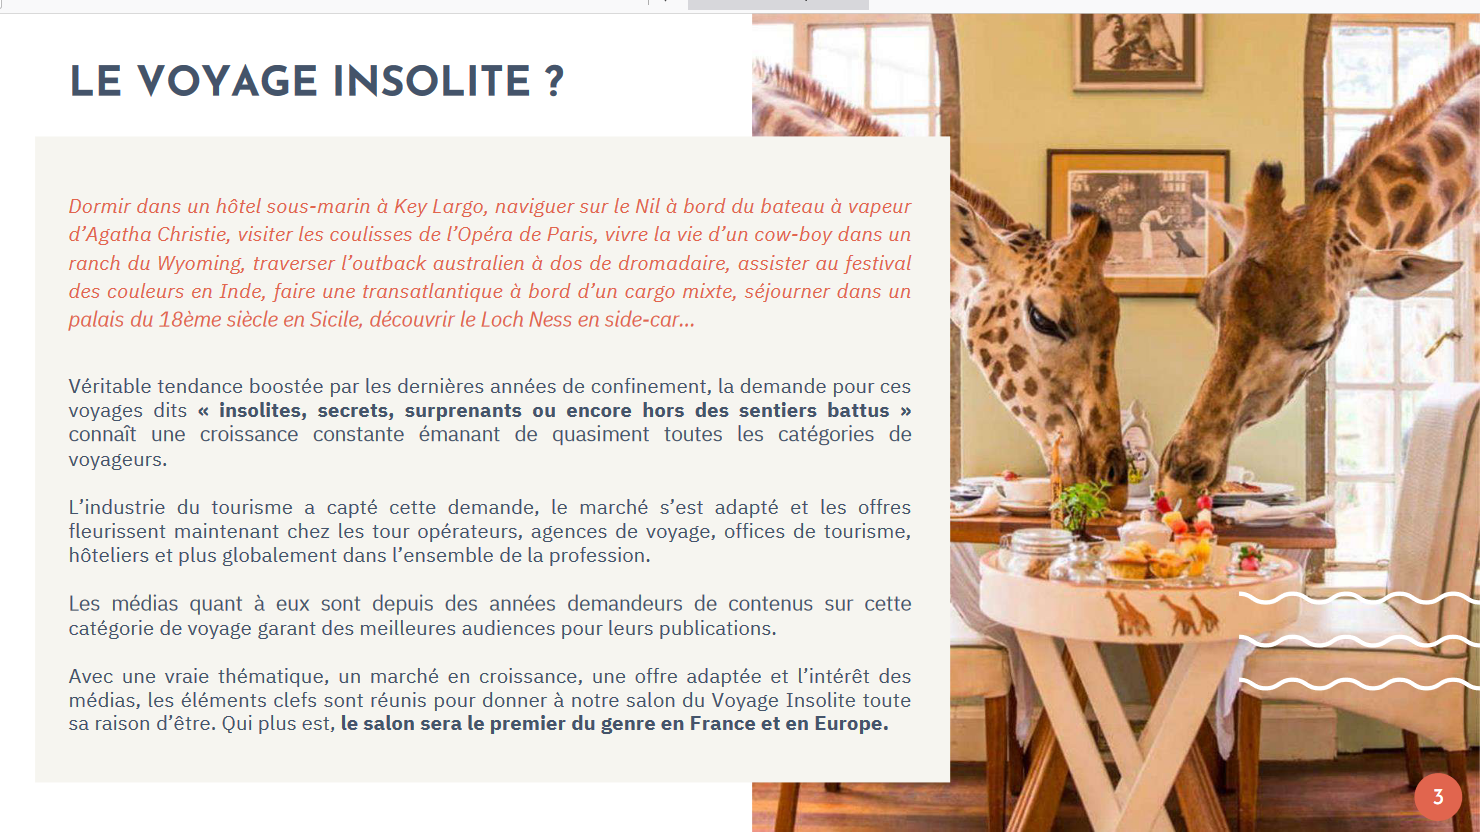 LE VOYAGE INSOLITE ?
Dormir dans un hôtel sous-marin à Key Largo, naviguer sur le Nil à bord du bateau à vapeur
d’Agatha Christie, visiter les coulisses de l’Opéra de Paris, vivre la vie d’un cow-boy dans un
ranch du Wyoming, traverser l’outback australien à dos de dromadaire, assister au festival
des couleurs en Inde, faire une transatlantique à bord d’un cargo mixte, séjourner dans un
palais du 18ème siècle en Sicile, découvrir le Loch Ness en side-car...
Véritable tendance boostée par les dernières années de confinement, la demande pour ces
voyages dits « insolites, secrets, surprenants ou encore hors des sentiers battus »
connaît une croissance constante émanant de quasiment toutes les catégories de
voyageurs.
L’industrie du tourisme a capté cette demande, le marché s’est adapté et les offres
fleurissent maintenant chez les tour opérateurs, agences de voyage, offices de tourisme,
hôteliers et plus globalement dans l’ensemble de la profession.
Les médias quant à eux sont depuis des années demandeurs de contenus sur cette
catégorie de voyage garant des meilleures audiences pour leurs publications.
Avec une vraie thématique, un marché en croissance, une offre adaptée et l’intérêt des
médias, les éléments clefs sont réunis pour donner à notre salon du Voyage Insolite toute
sa raison d’être. Qui plus est, le salon sera le premier du genre en France et en Europe.
3